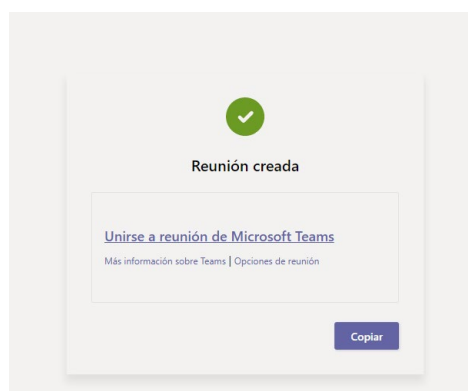 Reunión creada
Unirse a reunión de Microsoft Teams
Más información sobre Teams | Opciones de reunión
Copiar